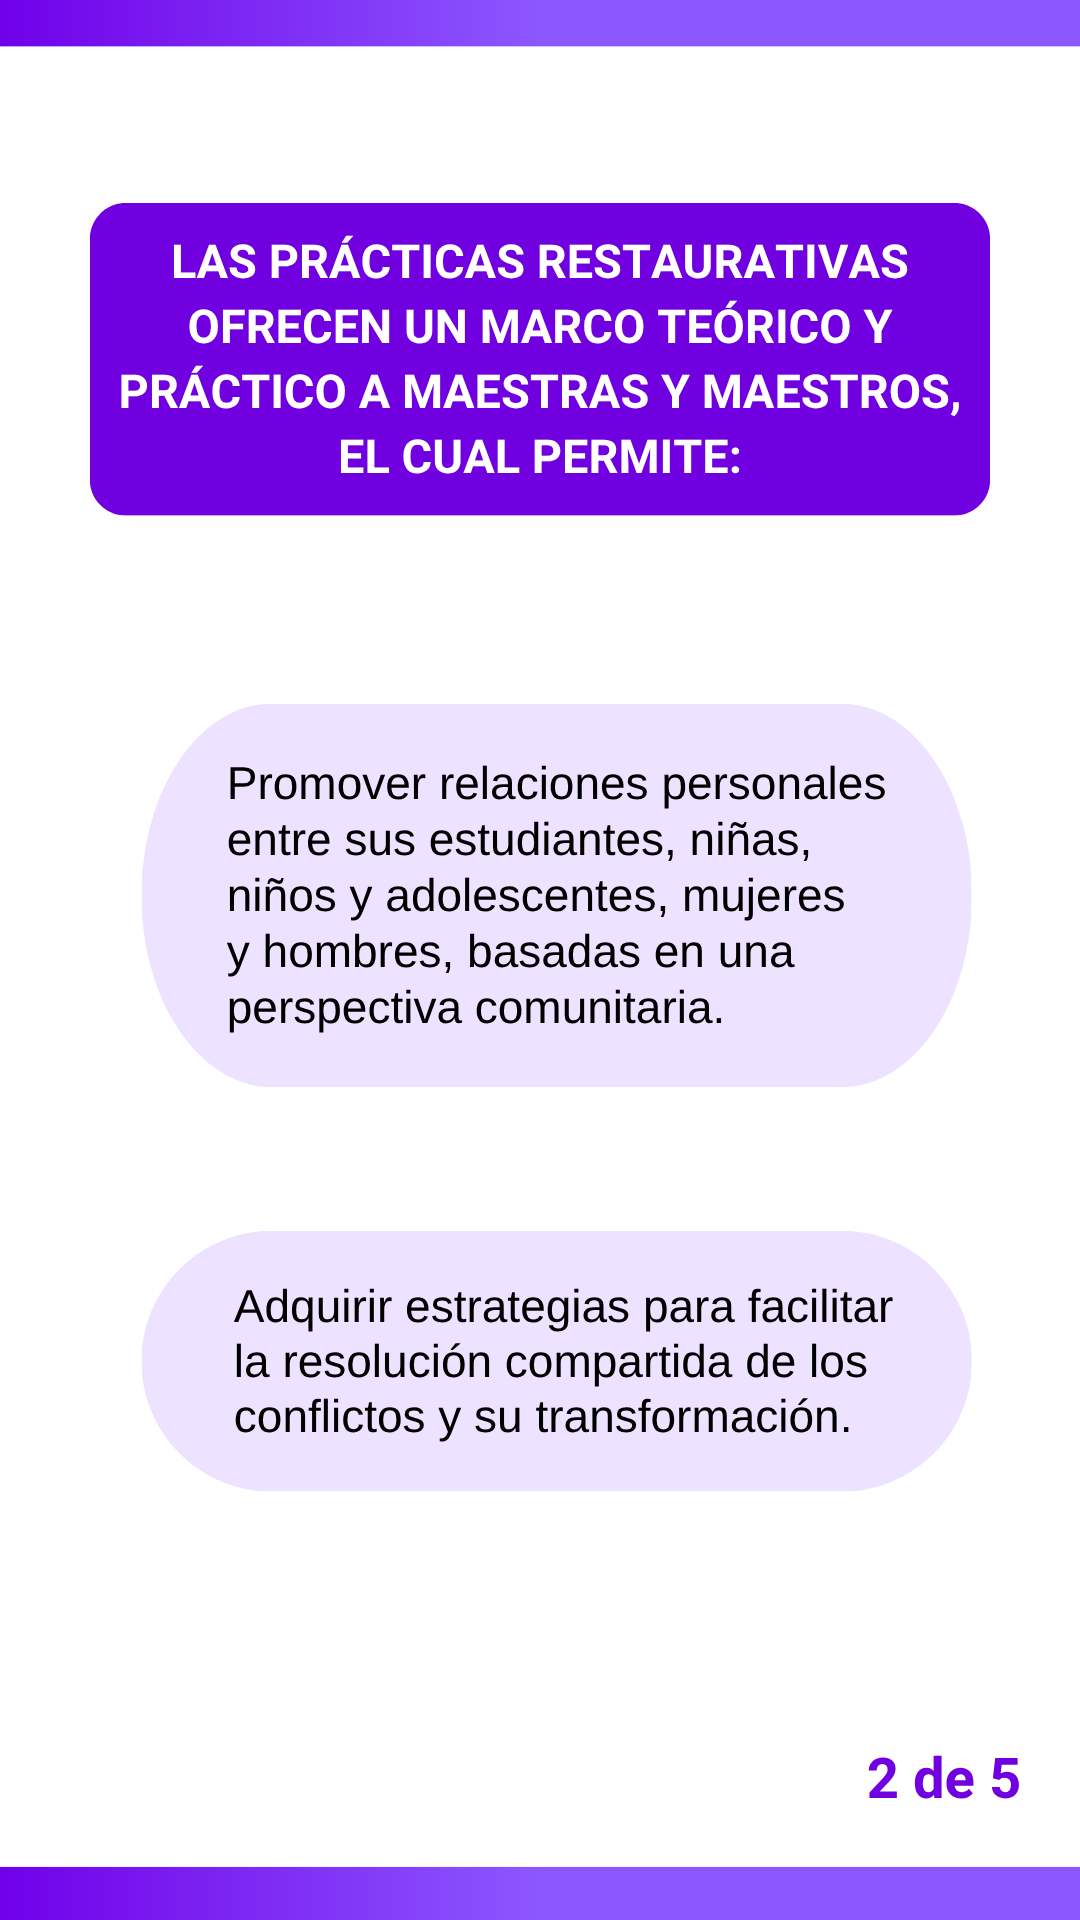 LAS PRÁCTICAS RESTAURATIVAS
OFRECEN UN MARCO TEÓRICO Y
PRÁCTICO A MAESTRAS Y MAESTROS,
EL CUAL PERMITE:
Promover relaciones personales
entre sus estudiantes, niñas,
niños y adolescentes, mujeres
y hombres, basadas en una
perspectiva comunitaria.
Adquirir estrategias para facilitar
la resolución compartida de los
conflictos y su transformación.
2 de 5